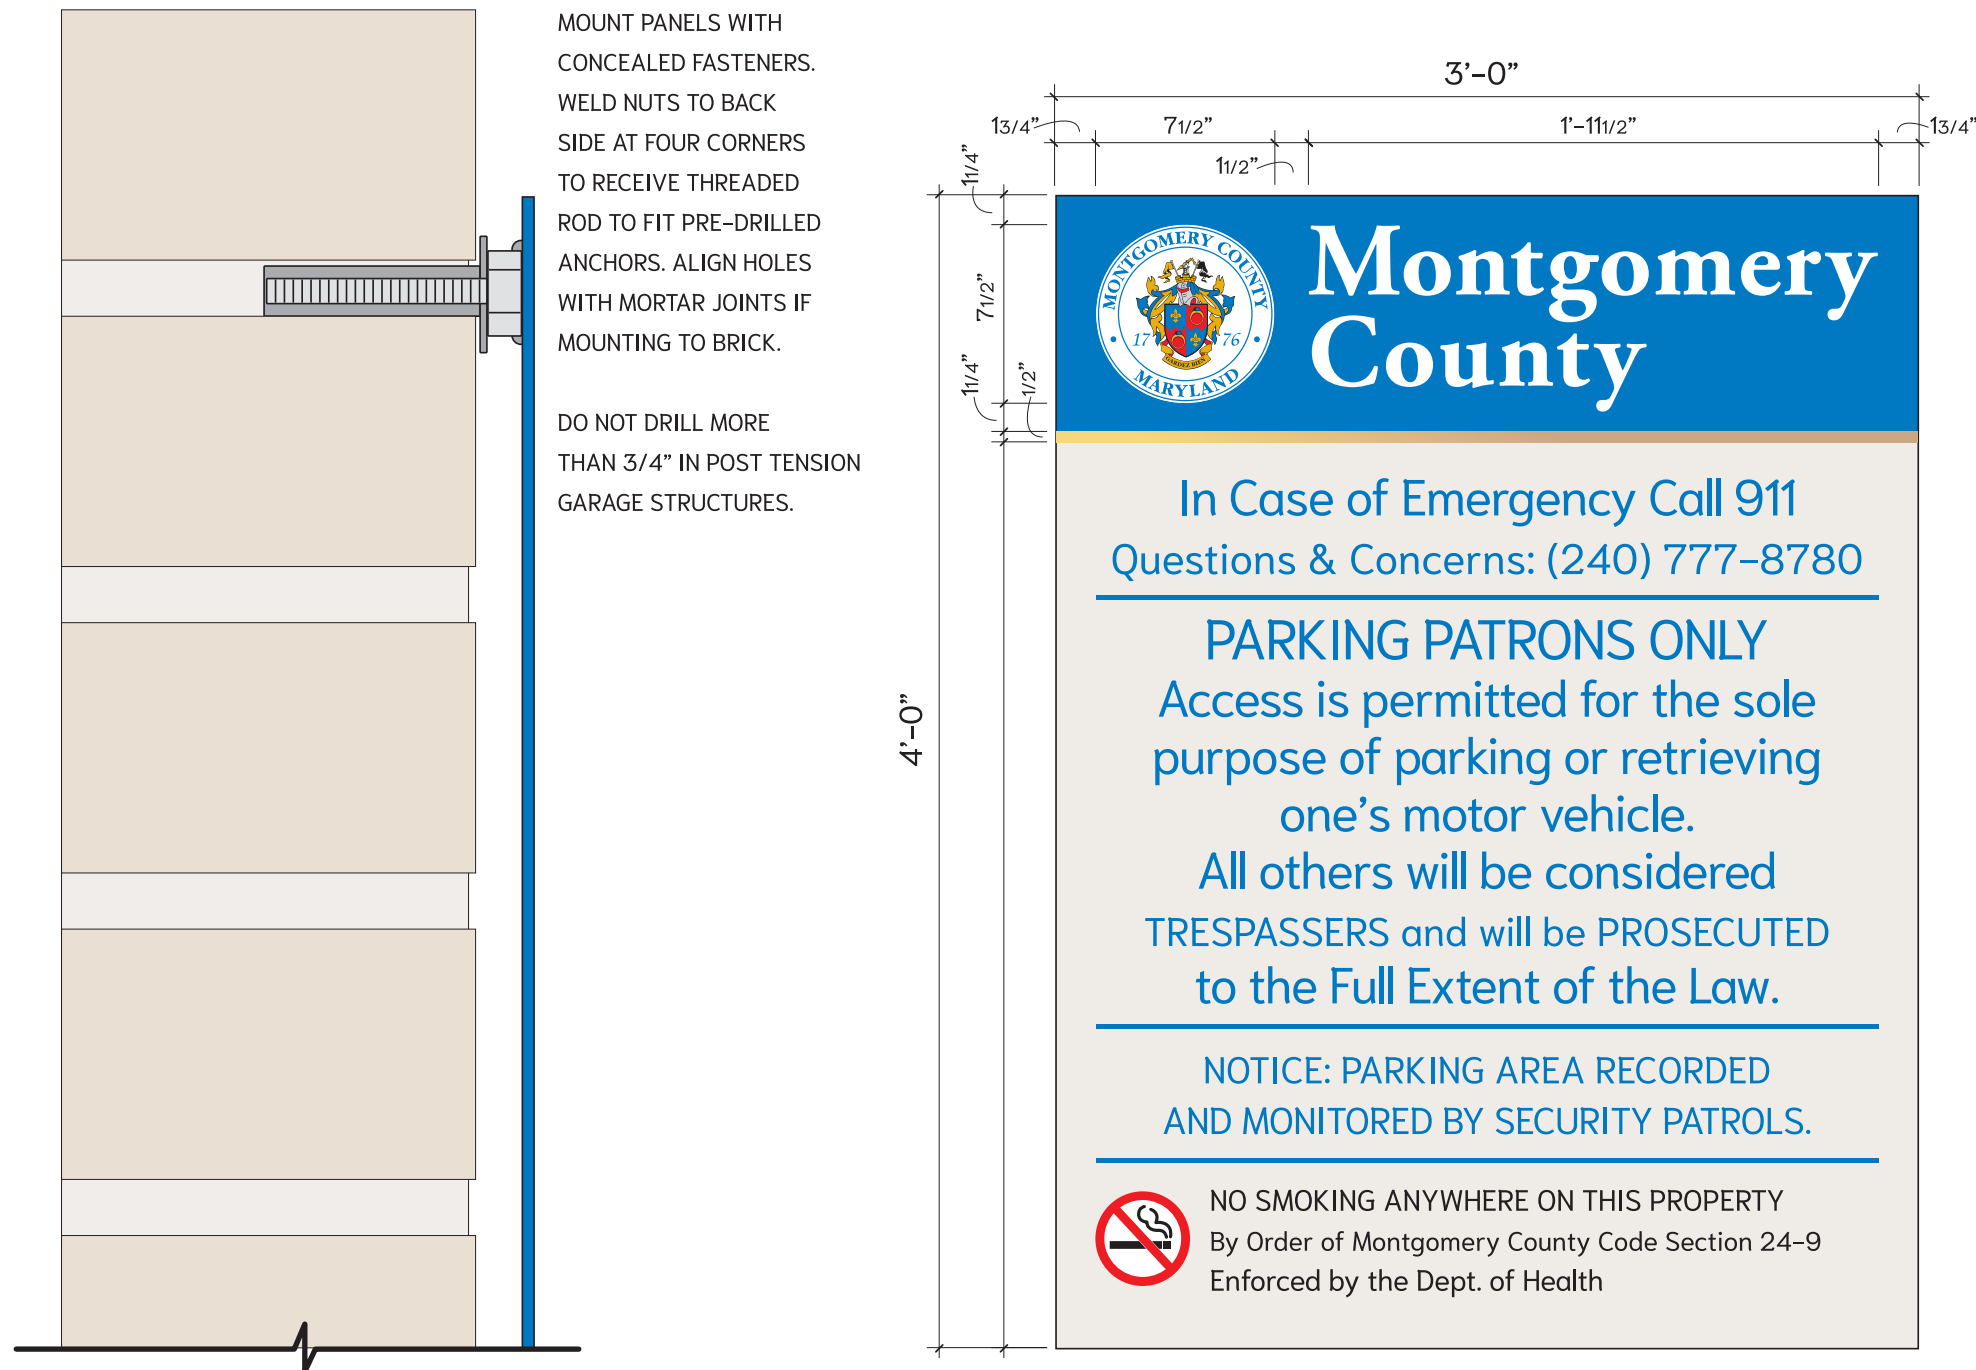 MOUNT PANELS WITH
CONCEALED FASTENERS.
WELD NUTS TO BACK
SIDE AT FOUR CORNERS
TO RECEIVE THREADED
ROD TO FIT PRE-DRILLED
ANCHORS. ALIGN HOLES
WITH MORTAR JOINTS IF
MOUNTING TO BRICK.
DO NOT DRILL MORE
THAN 3/4” IN POST TENSION
GARAGE STRUCTURES.
3’-0”
13/4”
71/2”
11/2”
1’-111/2”
13/4”
11/4”
71/2”
11/4”
1/2”
4’-0”
MONTGOMERY COUNTY
17 76
GARDEZ BIEN
MARYLAND
Montgomery
County
In Case of Emergency Call 911
Questions & Concerns: (240) 777-8780
PARKING PATRONS ONLY
Access is permitted for the sole
purpose of parking or retrieving
one’s motor vehicle.
All others will be considered
TRESPASSERS and will be PROSECUTED
to the Full Extent of the Law.
NOTICE: PARKING AREA RECORDED
AND MONITORED BY SECURITY PATROLS.
NO SMOKING ANYWHERE ON THIS PROPERTY
By Order of Montgomery County Code Section 24-9
Enforced by the Dept. of Health